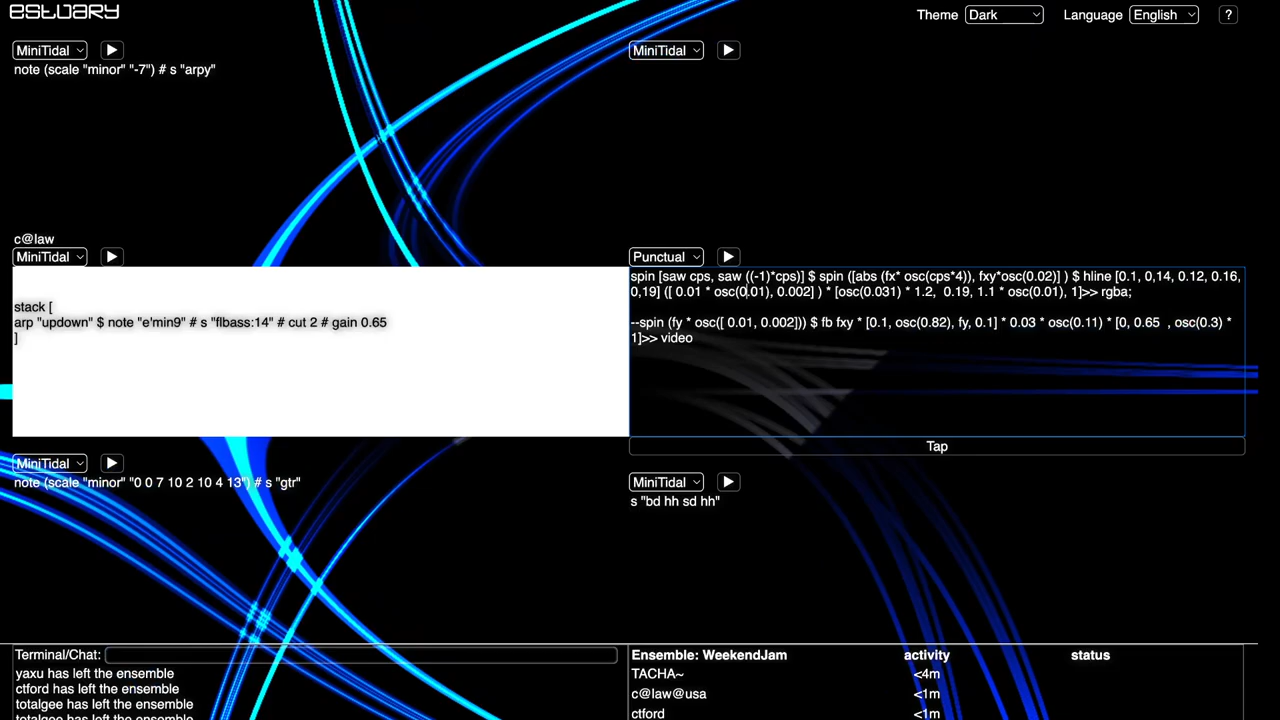 estuary
Theme Dark Language English ?
MiniTidal
note (scale "minor" "-7") # s "arpy"
MiniTidal
c@law
MiniTidal
stack [
arp "updown" $ note "e'min9" # s "flbass:14" # cut 2 # gain 0.65
]
Punctual
spin [saw cps, saw ((-1)*cps)] $ spin ([abs (fx* osc(cps*4)), fxy*osc(0.02)] ) $ hline [0.1, 0,14, 0.12, 0.16,
0,19] ([ 0.01 * osc(0.01), 0.002] ) * [osc(0.031) * 1.2, 0.19, 1.1 * osc(0.01), 1]>> rgba;
--spin (fy * osc([ 0.01, 0.002])) $ fb fxy * [0.1, osc(0.82), fy, 0.1] * 0.03 * osc(0.11) * [0, 0.65 , osc(0.3) *
1]>> video
Tap
MiniTidal
note (scale "minor" "0 0 7 10 2 10 4 13") # s "gtr"
MiniTidal
s "bd hh sd hh"
Terminal/Chat:
yaxu has left the ensemble
ctford has left the ensemble
totalgee has left the ensemble
totalgee has left the ensemble
Ensemble: WeekendJam activity status
TACHA~ <4m
c@law@usa <1m
ctford <1m